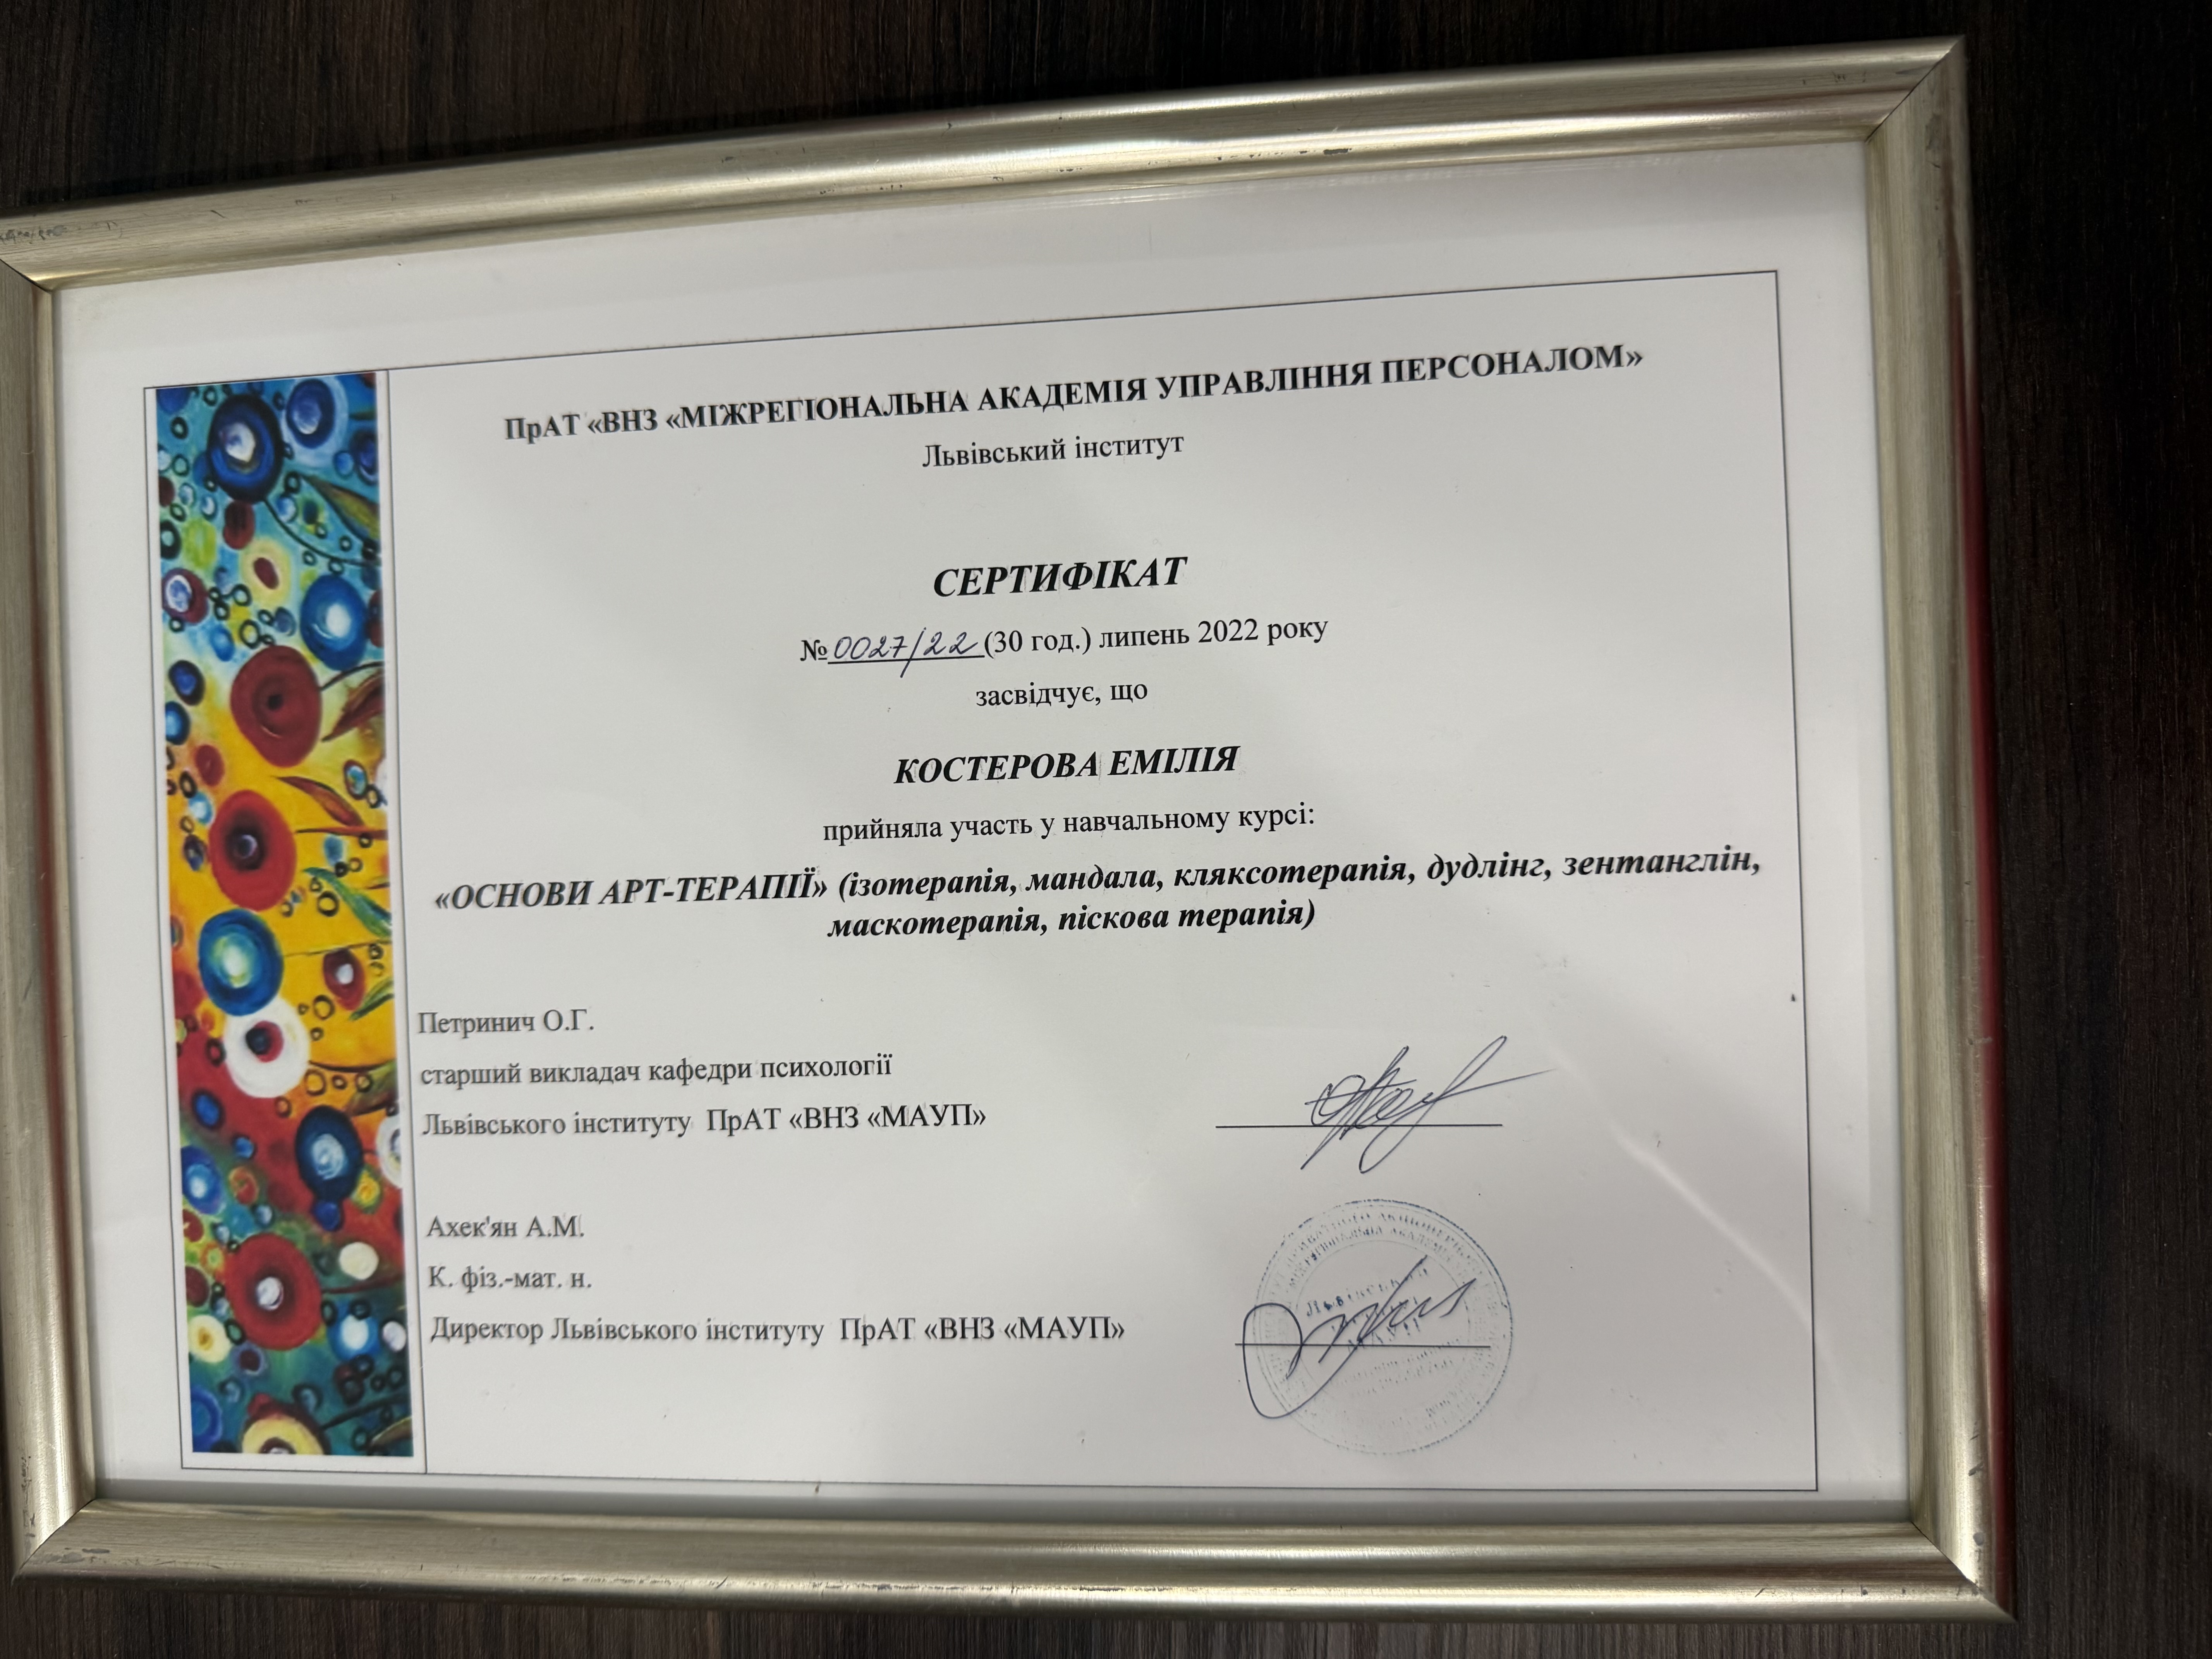 ПрАТ «ВНЗ «МІЖРЕГІОНАЛЬНА АКАДЕМІЯ УПРАВЛІННЯ ПЕРСОНАЛОМ»
Львівський інститут
СЕРТИФІКАТ
№ 0027/22 (30 год.) липень 2022 року
засвідчує, що
КОСТЕРОВА ЕМІЛІЯ
прийняла участь у навчальному курсі:
«ОСНОВИ АРТ-ТЕРАПІЇ» (ізотерапія, мандала, кляксотерапія, дудлінг, зентанглін,
маскотерапія, піскова терапія)
Петринич О.Г.
старший викладач кафедри психології
Львівського інституту ПрАТ «ВНЗ «МАУП»
Ахек'ян А.М.
К. фіз.-мат. н.
Директор Львівського інституту ПрАТ «ВНЗ «МАУП»